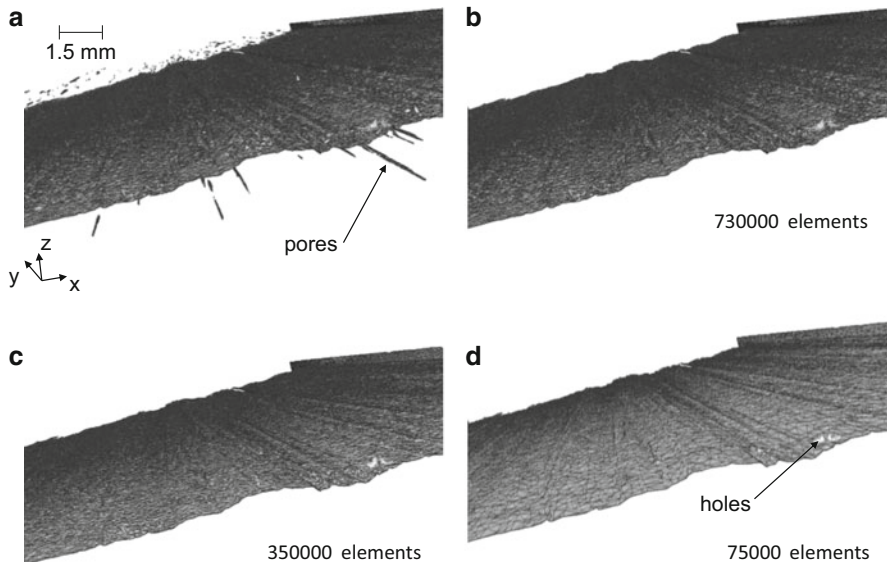 a
1.5 mm
pores
z
y
x
b
730000 elements
c
350000 elements
d
holes
75000 elements